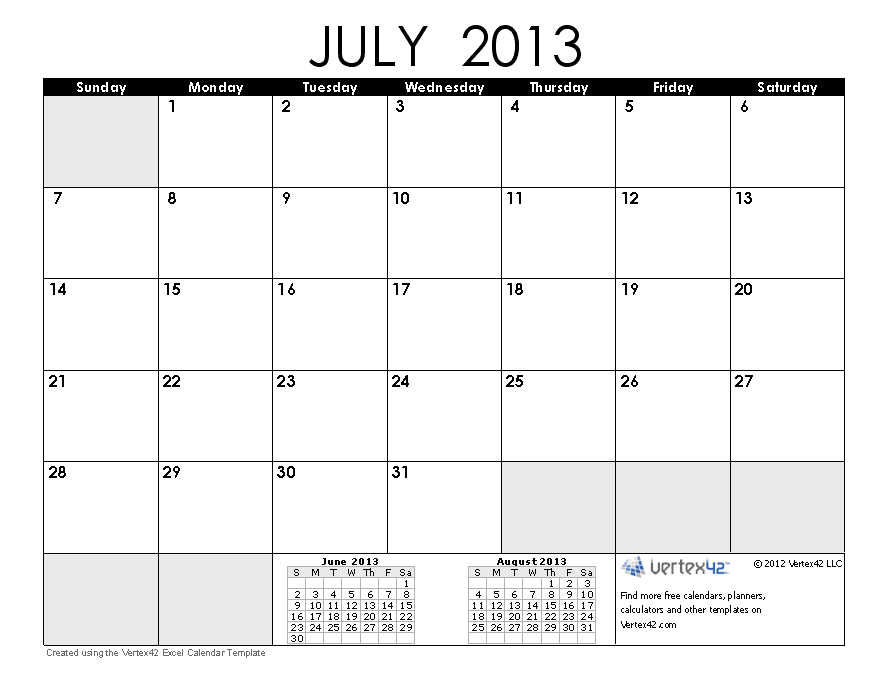 JULY 2013
Sunday Monday Tuesday Wednesday Thursday Friday Saturday
1 2 3 4 5 6
7 8 9 10 11 12 13
14 15 16 17 18 19 20
21 22 23 24 25 26 27
28 29 30 31
June 2013
S M T W Th F Sa
1
2 3 4 5 6 7 8
9 10 11 12 13 14 15
16 17 18 19 20 21 22
23 24 25 26 27 28 29
30
August 2013
S M T W Th F Sa
1 2 3
4 5 6 7 8 9 10
11 12 13 14 15 16 17
18 19 20 21 22 23 24
25 26 27 28 29 30 31
vertex42 © 2012 Vertex42 LLC
Find more free calendars, planners,
calculators and other templates on
Vertex42.com
Created using the Vertex42 Excel Calendar Template